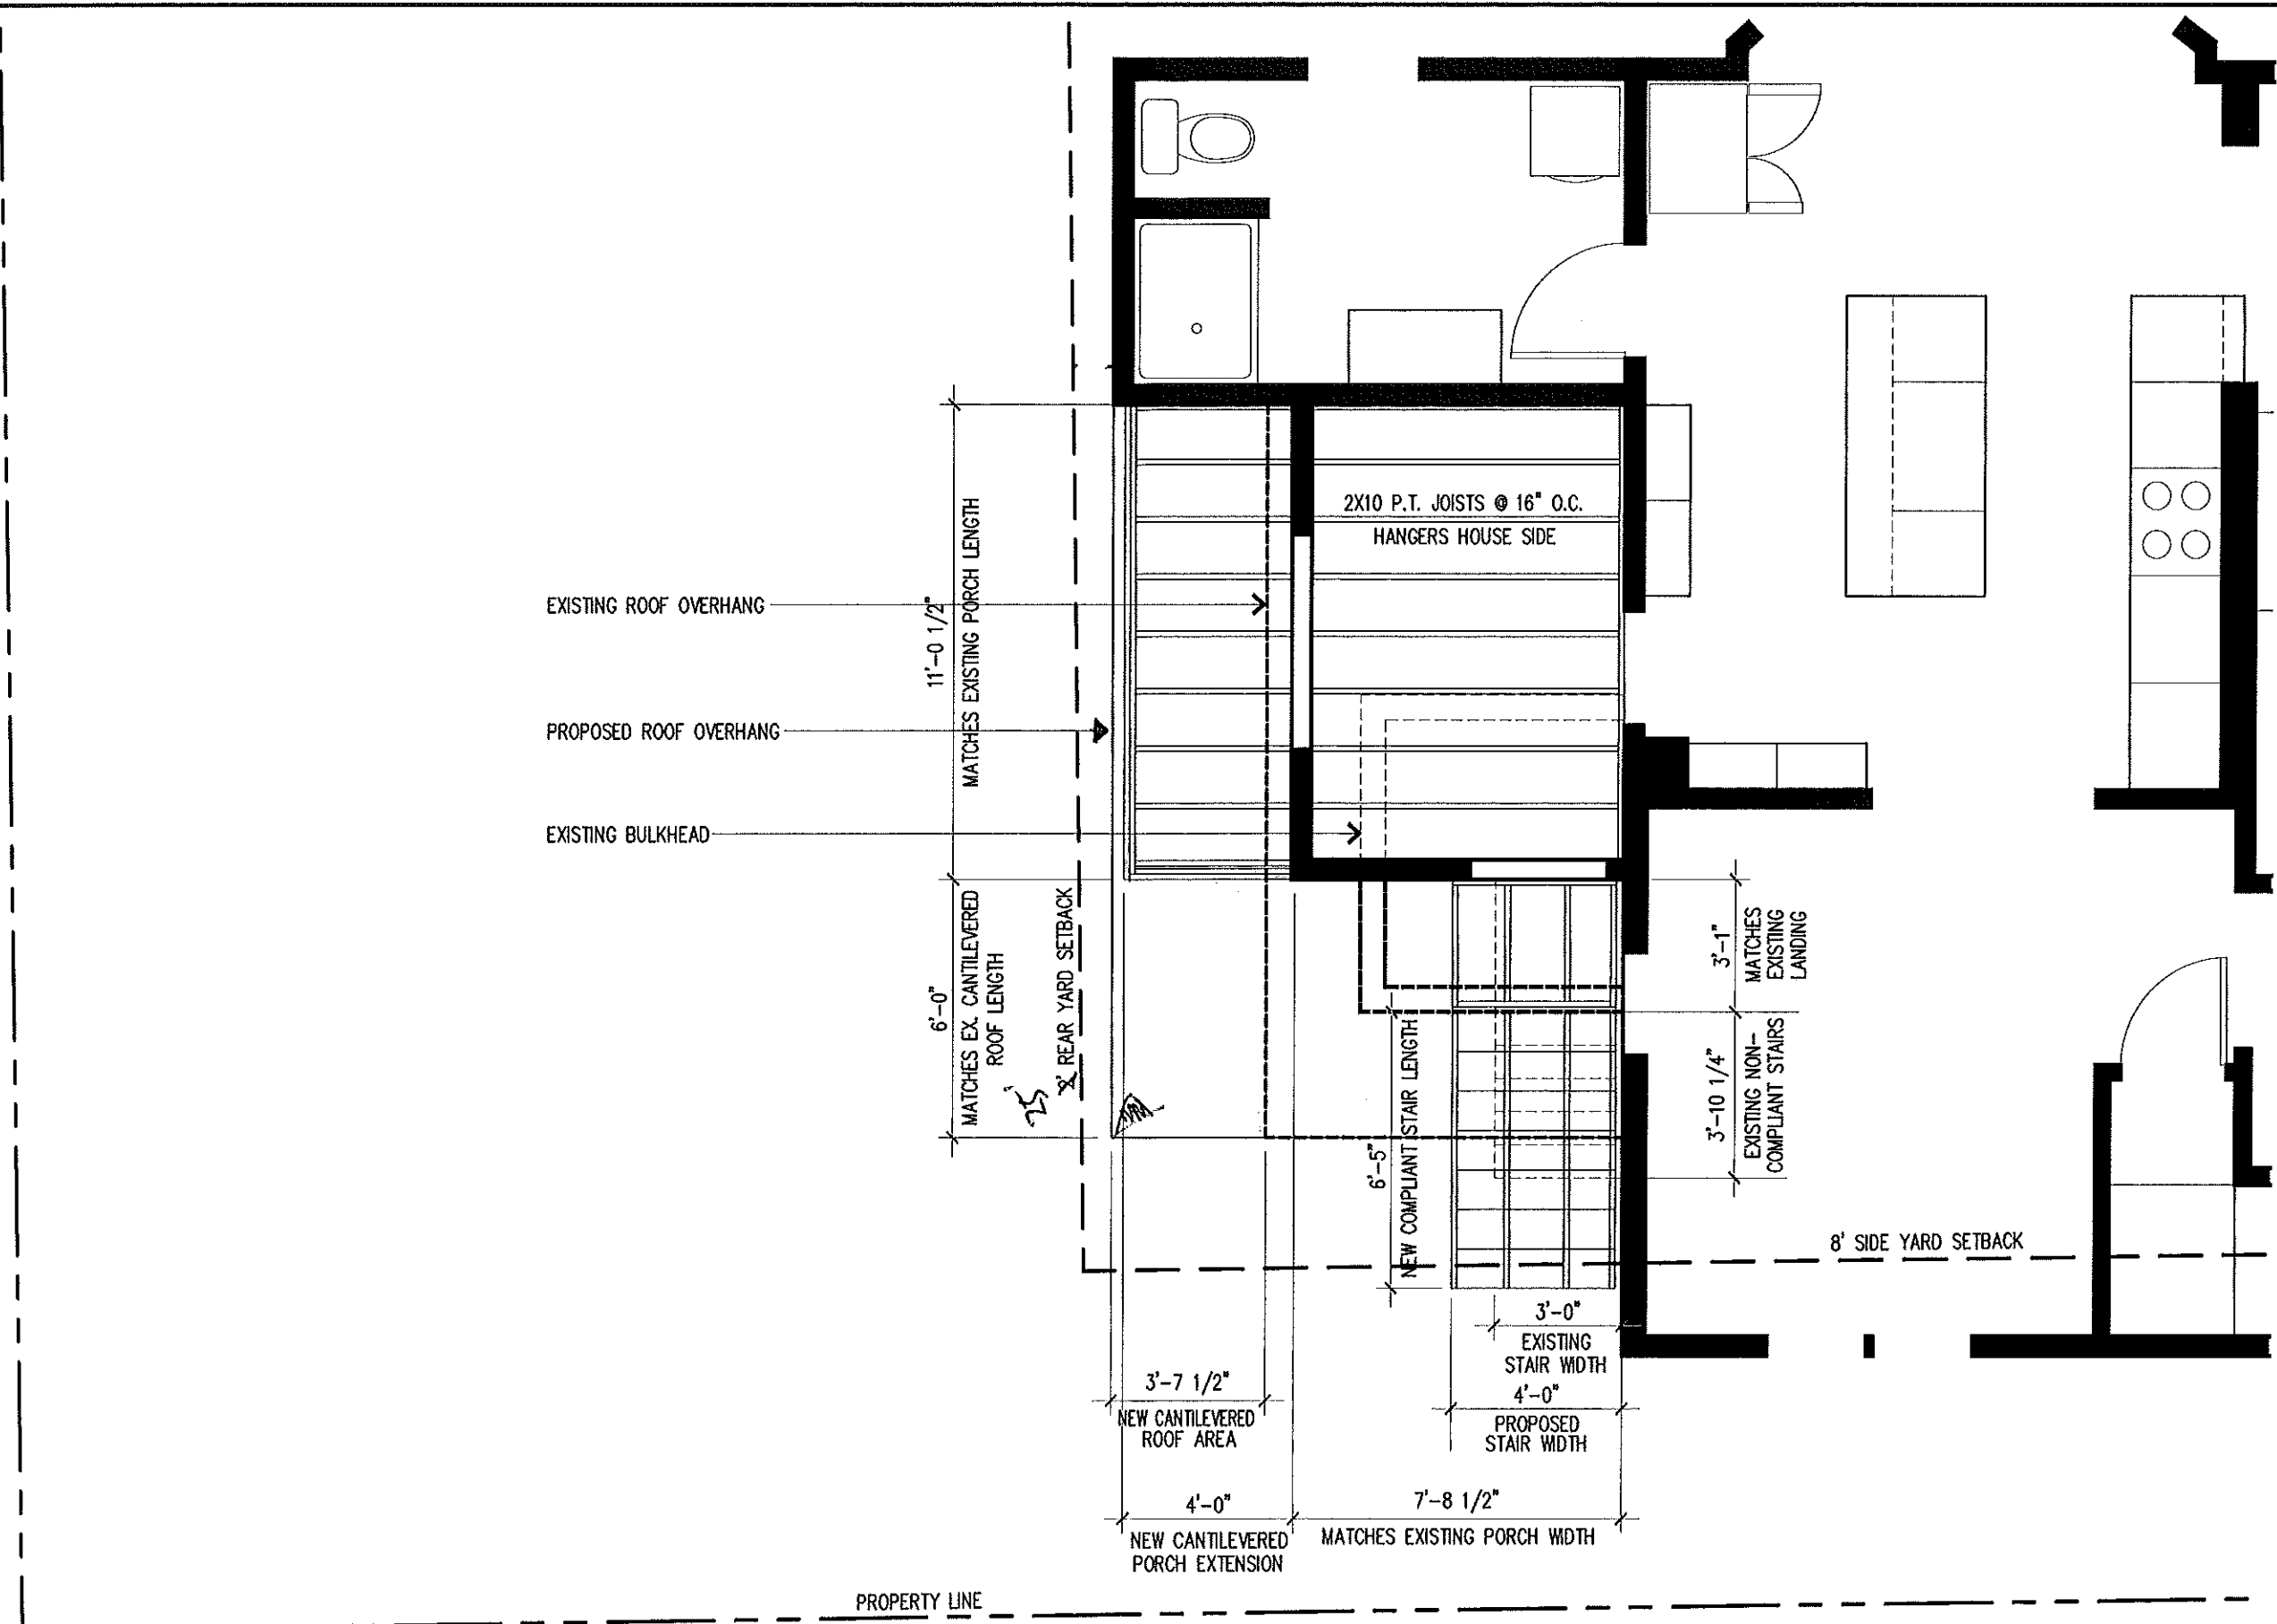 2X10 P.T. JOISTS @ 16" O.C.
HANGERS HOUSE SIDE
EXISTING ROOF OVERHANG
PROPOSED ROOF OVERHANG
EXISTING BULKHEAD
11'-0 1/2"
MATCHES EXISTING PORCH LENGTH
6'-0"
MATCHES EX. CANTILEVERED
ROOF LENGTH
25'
REAR YARD SETBACK
3'-1"
MATCHES
EXISTING
LANDING
3'-10 1/4"
EXISTING NON-
COMPLIANT STAIRS
6'-5"
NEW COMPLIANT STAIR LENGTH
8' SIDE YARD SETBACK
3'-0"
EXISTING
STAIR WIDTH
3'-7 1/2"
NEW CANTILEVERED
ROOF AREA
4'-0"
PROPOSED
STAIR WIDTH
4'-0"
NEW CANTILEVERED
PORCH EXTENSION
7'-8 1/2"
MATCHES EXISTING PORCH WIDTH
PROPERTY LINE